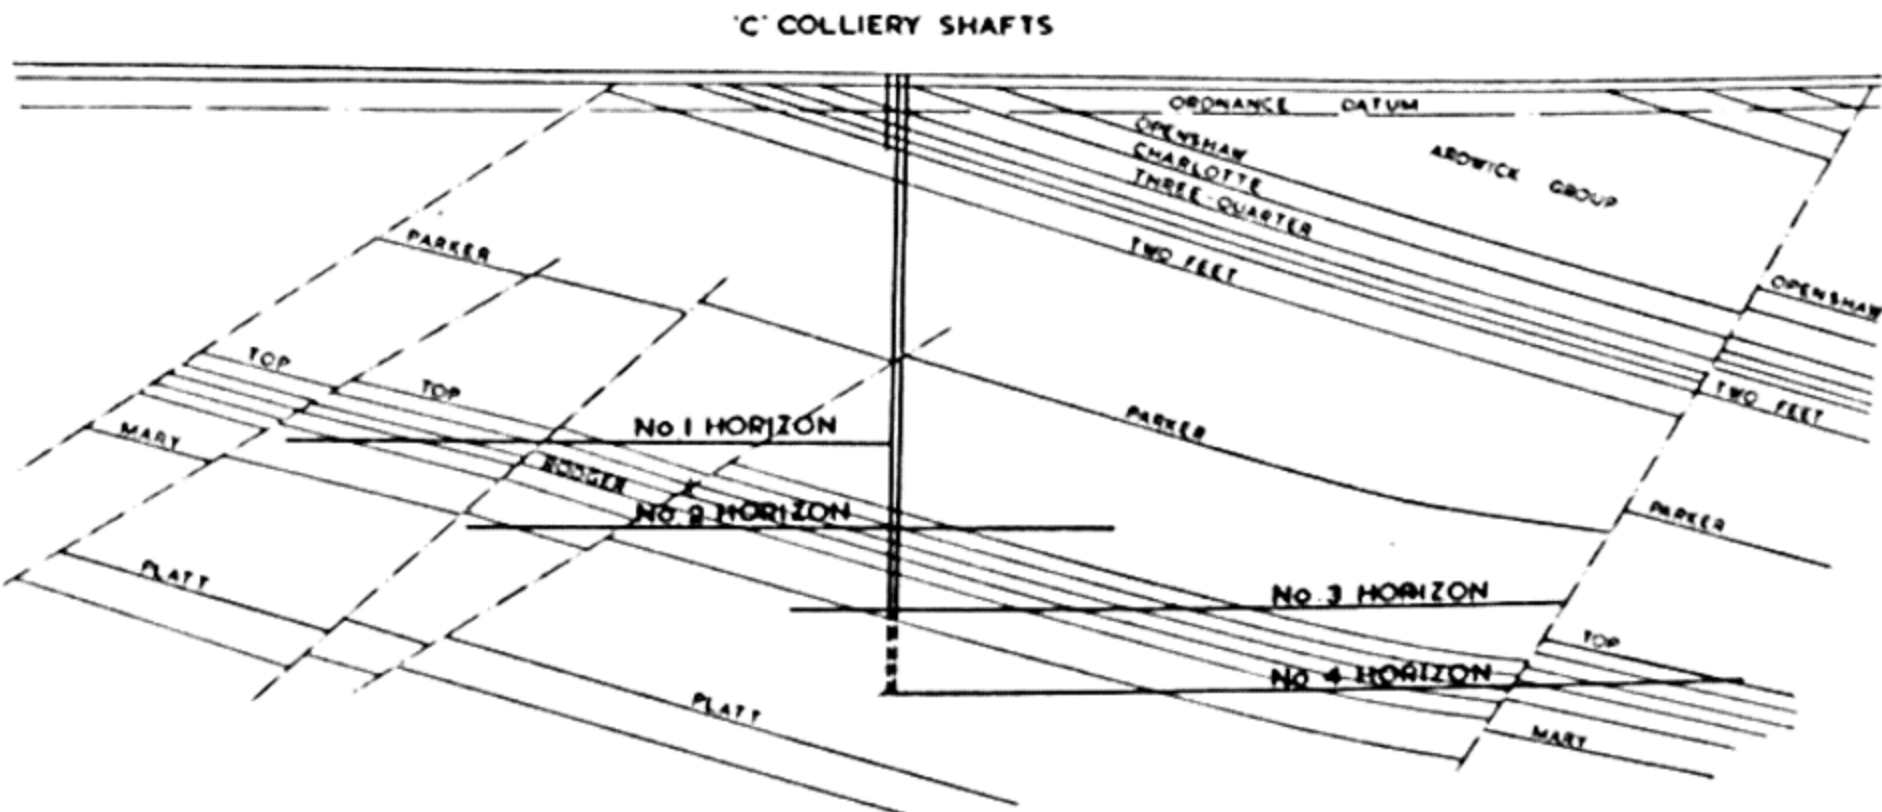 'C' COLLIERY SHAFTS
ORDNANCE DATUM
OPENSHAW
CHARLOTTE
THREE-QUARTER
ARDWICK GROUP
TWO FEET
PARKER
OPENSHAW
TOP
TOP
TWO FEET
MARY
No 1 HORIZON
PARKER
RODGER
No 2 HORIZON
PARKER
PLATT
No 3 HORIZON
TOP
No 4 HORIZON
PLATT
MARY